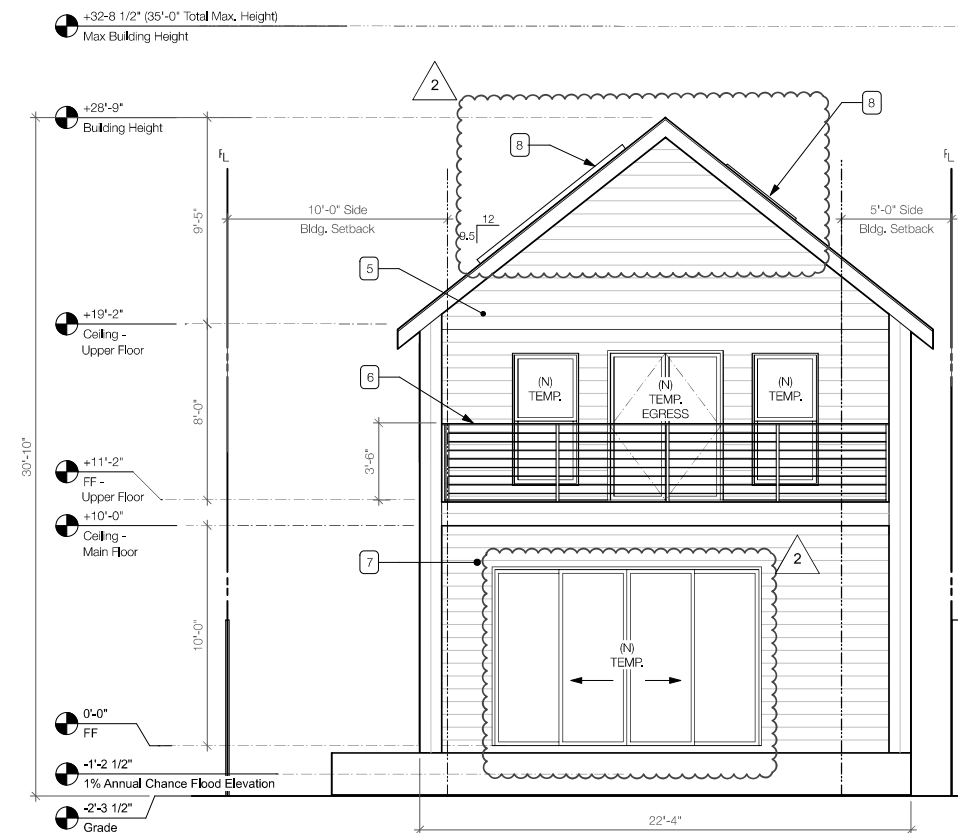 +32-8 1/2" (35'-0" Total Max. Height)
Max Building Height
2
+28'-9"
Building Height
8
8
PL
PL
10'-0" Side
Bldg. Setback
12
9.5
5'-0" Side
Bldg. Setback
9'-5"
5
+19'-2"
Ceiling -
Upper Floor
6
(N)
TEMP.
(N)
TEMP.
EGRESS
(N)
TEMP.
8'-0"
3'-6"
30'-10"
+11'-2"
FF -
Upper Floor
+10'-0"
Ceiling -
Main Floor
7
2
10'-0"
(N)
TEMP.
0'-0"
FF
-1'-2 1/2"
1% Annual Chance Flood Elevation
-2'-3 1/2"
Grade
22'-4"